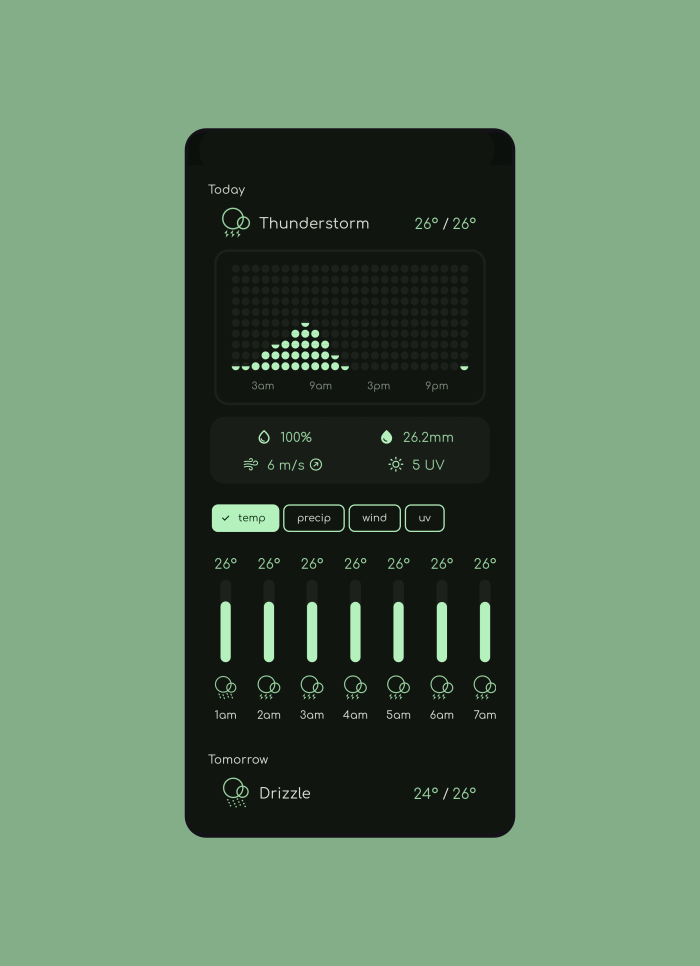 Today
Thunderstorm 26° / 26°
3am 9am 3pm 9pm
100% 26.2mm
6 m/s 5 UV
temp precip wind uv
26° 26° 26° 26° 26° 26° 26°
1am 2am 3am 4am 5am 6am 7am
Tomorrow
Drizzle 24° / 26°